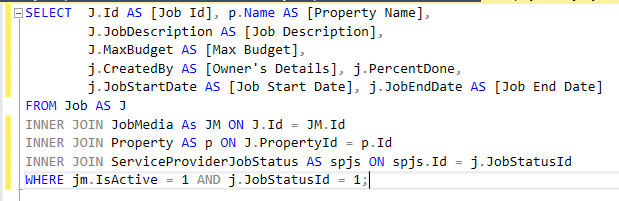 SELECT J.Id AS [Job Id], p.Name AS [Property Name],
J.JobDescription AS [Job Description],
J.MaxBudget AS [Max Budget],
j.CreatedBy AS [Owner's Details], j.PercentDone,
j.JobStartDate AS [Job Start Date], j.JobEndDate AS [Job End Date]
FROM Job AS J
INNER JOIN JobMedia As JM ON J.Id = JM.Id
INNER JOIN Property AS p ON J.PropertyId = p.Id
INNER JOIN ServiceProviderJobStatus AS spjs ON spjs.Id = j.JobStatusId
WHERE jm.IsActive = 1 AND j.JobStatusId = 1;